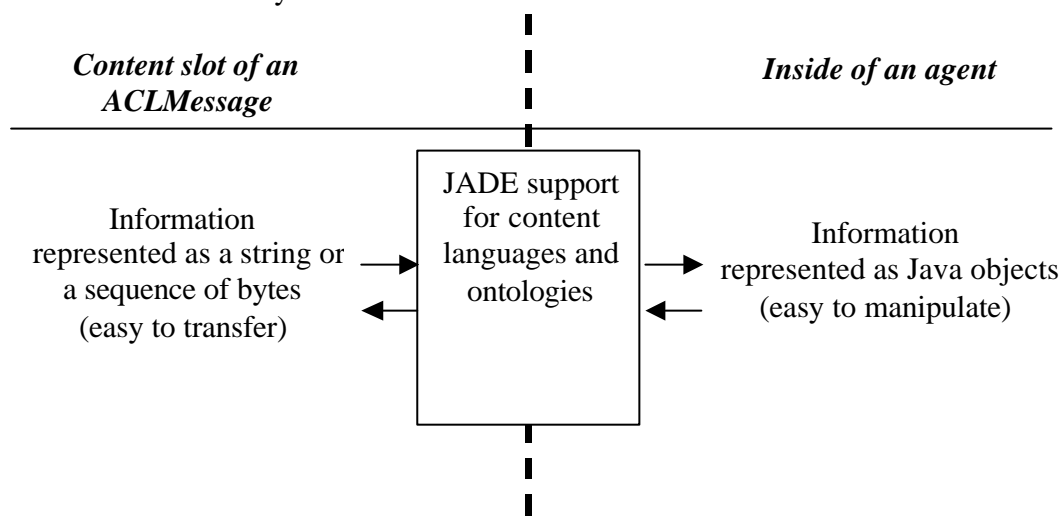 Content slot of an
ACLMessage
Inside of an agent
Information
represented as a string or
a sequence of bytes
(easy to transfer)
JADE support
for content
languages and
ontologies
Information
represented as Java objects
(easy to manipulate)